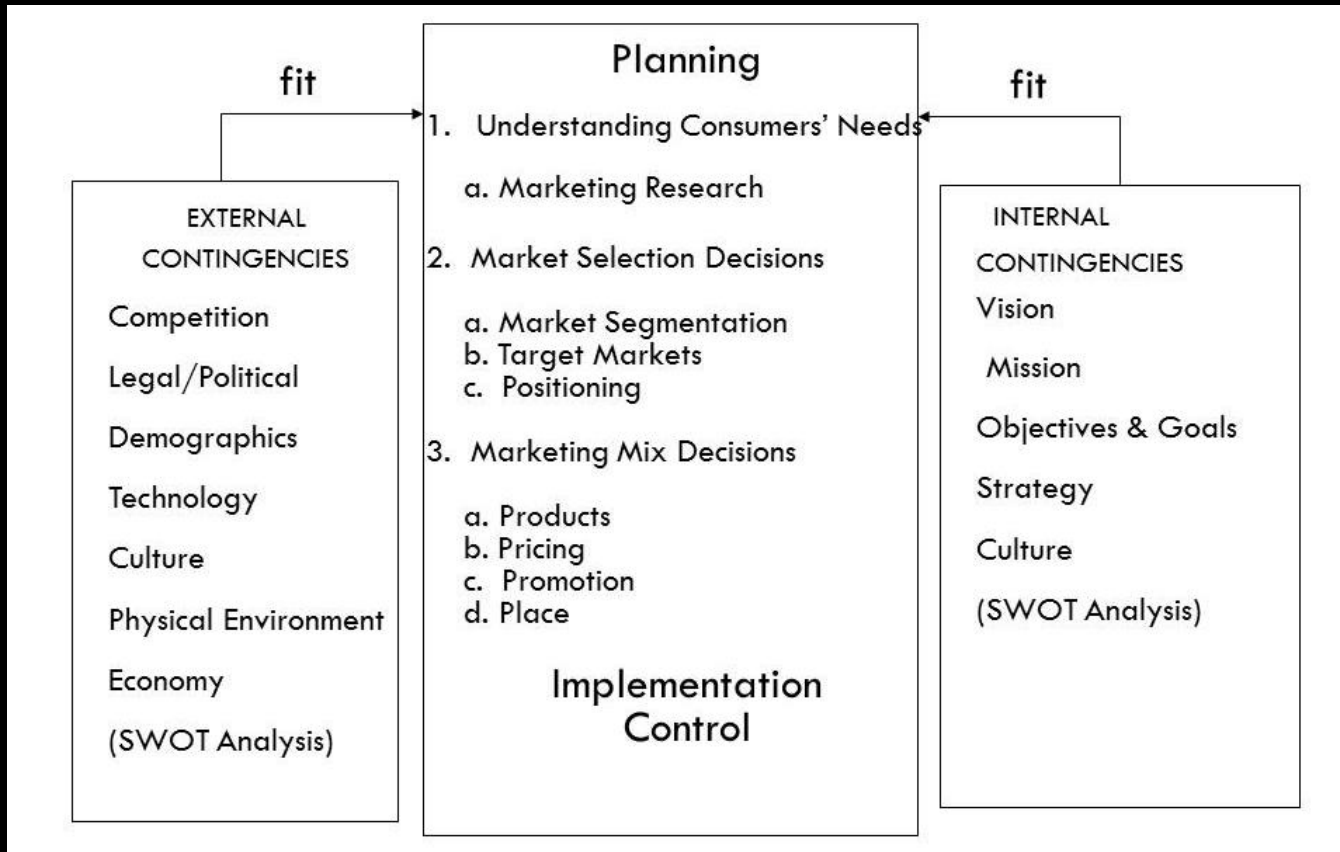 fit
EXTERNAL
CONTINGENCIES
Competition
Legal/Political
Demographics
Technology
Culture
Physical Environment
Economy
(SWOT Analysis)
Planning
1. Understanding Consumers' Needs
a. Marketing Research
2. Market Selection Decisions
a. Market Segmentation
b. Target Markets
c. Positioning
3. Marketing Mix Decisions
a. Products
b. Pricing
c. Promotion
d. Place
Implementation
Control
fit
INTERNAL
CONTINGENCIES
Vision
Mission
Objectives & Goals
Strategy
Culture
(SWOT Analysis)